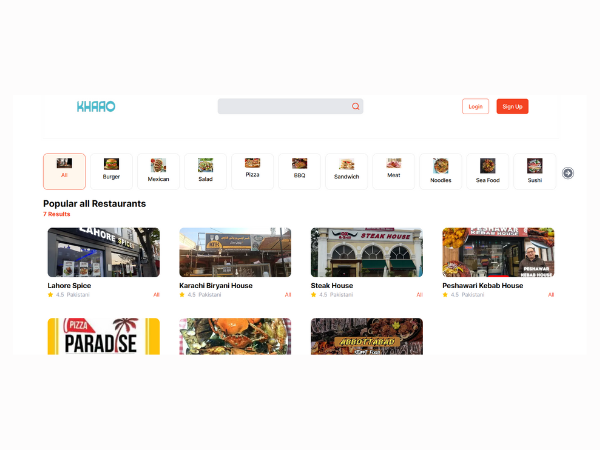 KHAAO
Login
Sign Up
All
Burger
Mexican
Salad
Pizza
BBQ
Sandwich
Meat
Noodles
Sea Food
Sushi
Popular all Restaurants
7 Results
LAHORE SPICE
STEAK HOUSE
PESHAWAR
KEBAB HOUSE
PESHAWAR
KEBAB HOUSE
Lahore Spice
Karachi Biryani House
Steak House
Peshawari Kebab House
4.5 Pakistani
All
4.5 Pakistani
All
4.5 Pakistani
All
4.5 Pakistani
All
PIZZA
PARADISE
ABBOTTABAD